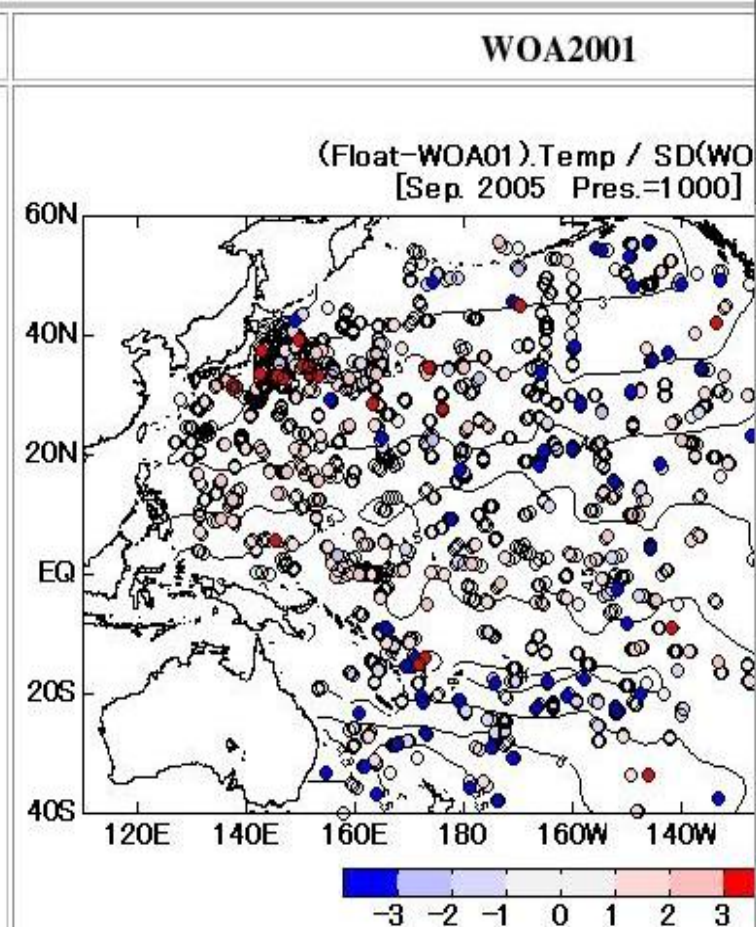 WOA2001
(Float-WOA01).Temp / SD(WO
[Sep. 2005 Pres.=1000]
60N
40N
20N
EQ
20S
40S
120E 140E 160E 180 160W 140W
-3 -2 -1 0 1 2 3